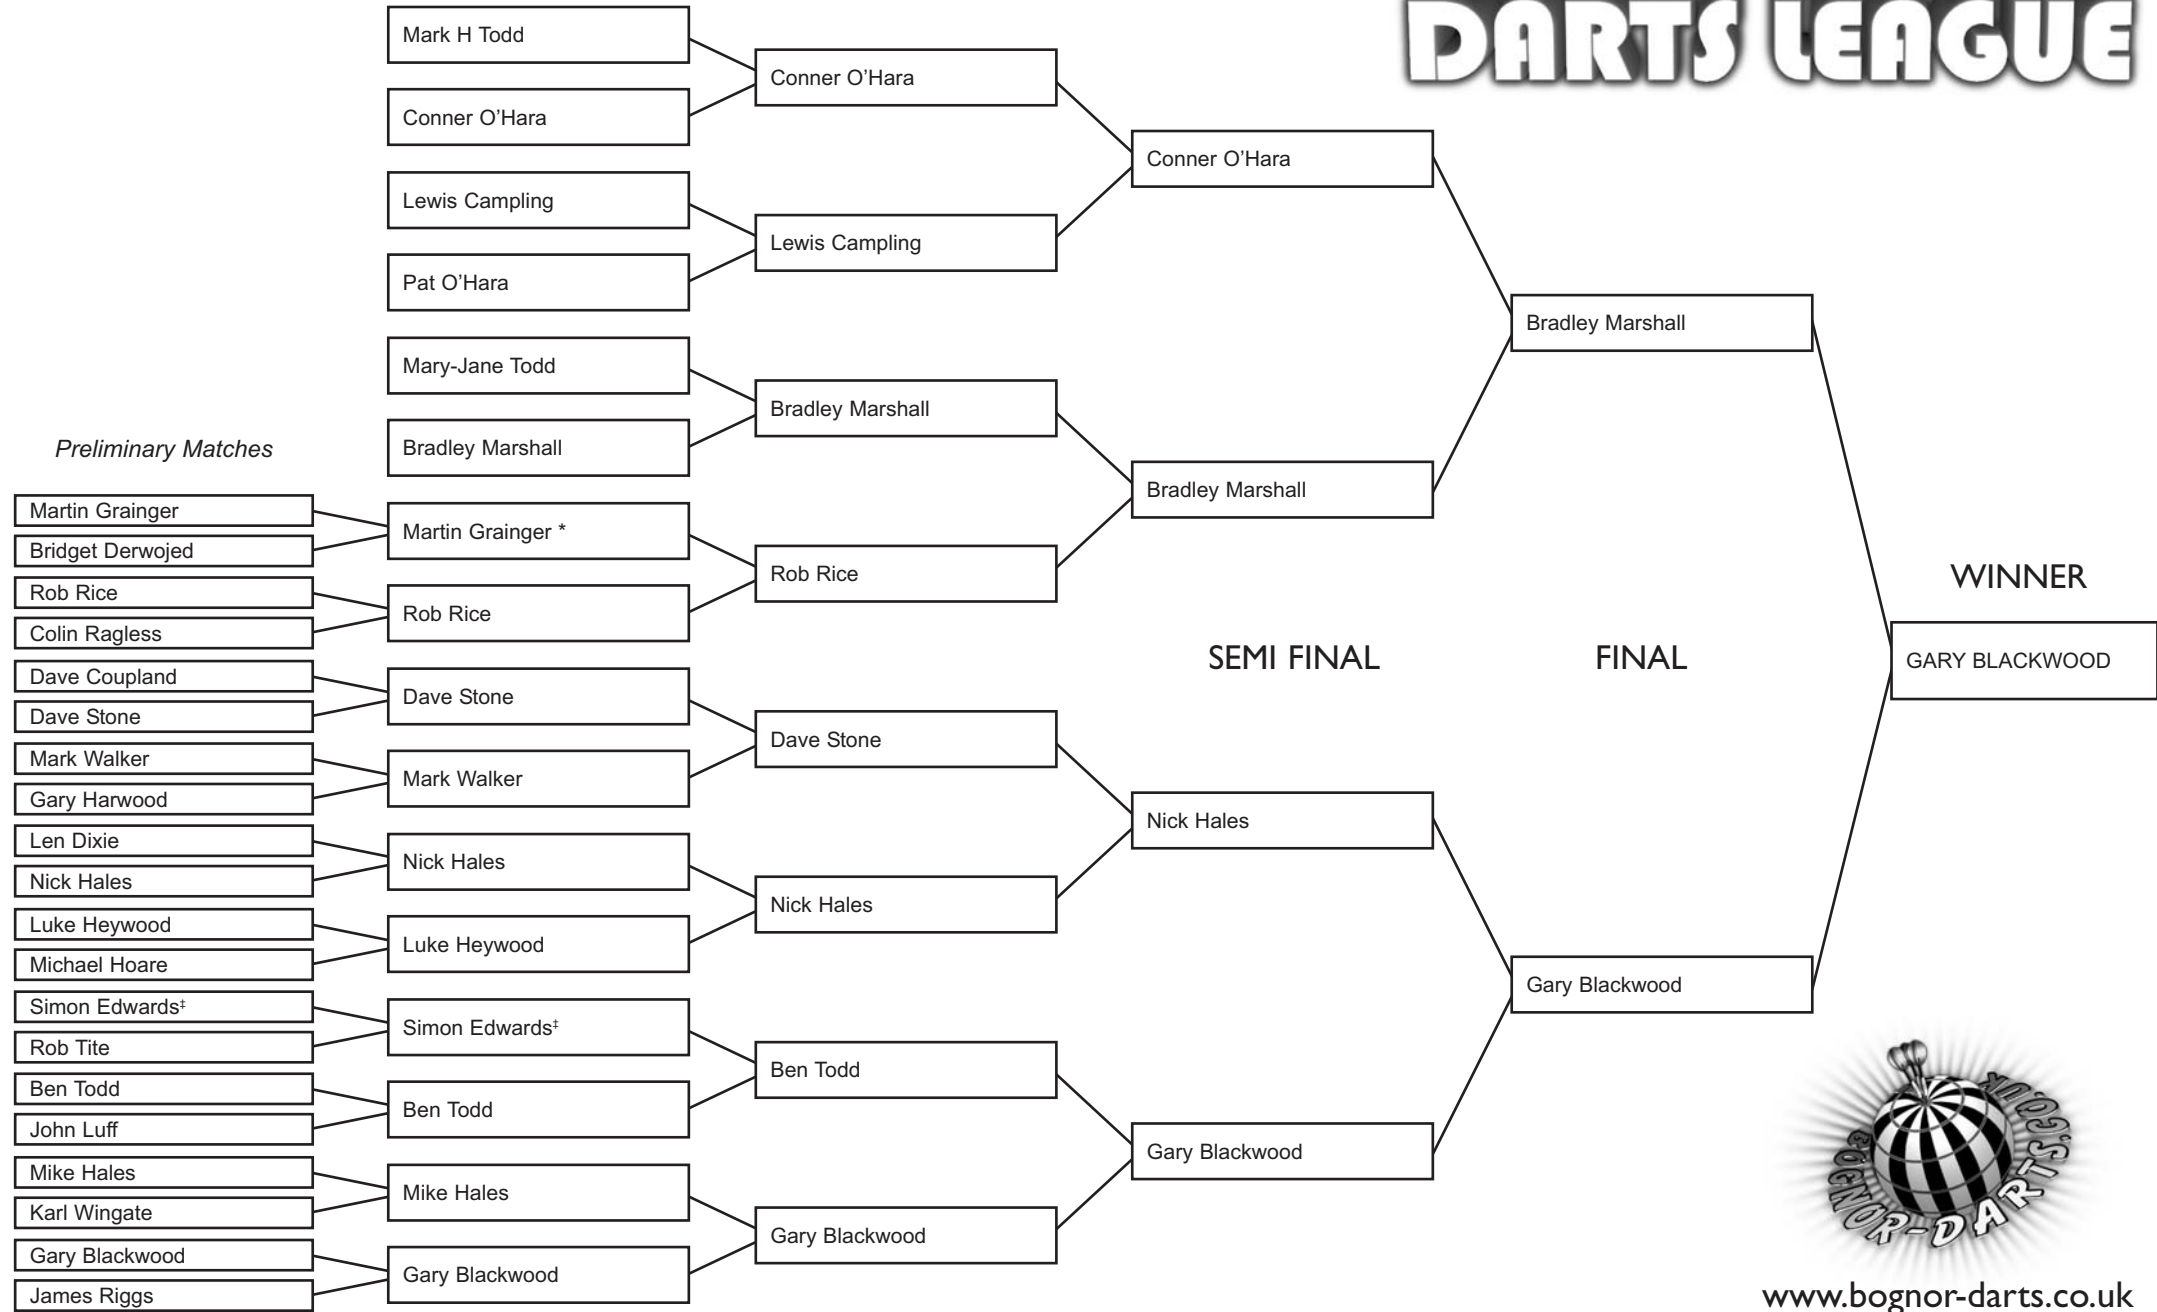 DARTS LEAGUE
Preliminary Matches
Martin Grainger
Bridget Derwojed
Rob Rice
Colin Ragless
Dave Coupland
Dave Stone
Mark Walker
Gary Harwood
Len Dixie
Nick Hales
Luke Heywood
Michael Hoare
Simon Edwards‡
Rob Tite
Ben Todd
John Luff
Mike Hales
Karl Wingate
Gary Blackwood
James Riggs
Mark H Todd
Conner O’Hara
Lewis Campling
Pat O’Hara
Mary-Jane Todd
Bradley Marshall
Martin Grainger *
Rob Rice
Dave Stone
Mark Walker
Nick Hales
Luke Heywood
Simon Edwards‡
Ben Todd
Mike Hales
Gary Blackwood
Conner O’Hara
Lewis Campling
Bradley Marshall
Rob Rice
Dave Stone
Nick Hales
Ben Todd
Gary Blackwood
Conner O’Hara
Bradley Marshall
SEMI FINAL
Nick Hales
Gary Blackwood
Bradley Marshall
FINAL
Gary Blackwood
WINNER
GARY BLACKWOOD
BOGNOR-DARTS.CO.UK
www.bognor-darts.co.uk